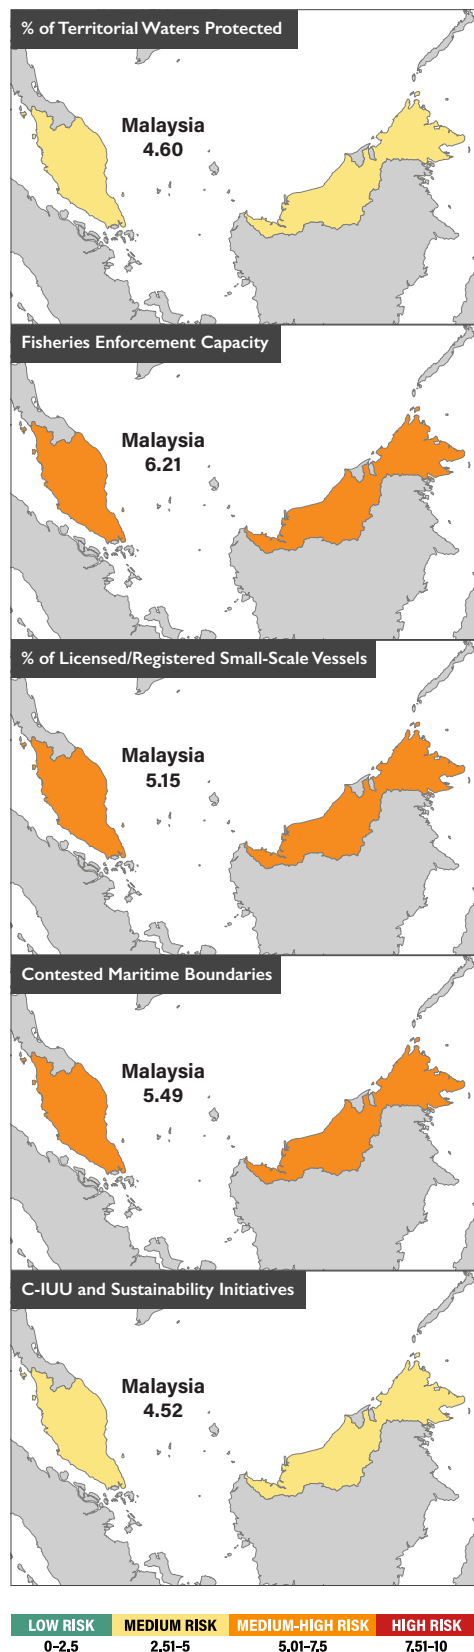 % of Territorial Waters Protected
Malaysia
4.60
Fisheries Enforcement Capacity
Malaysia
6.21
% of Licensed/Registered Small-Scale Vessels
Malaysia
5.15
Contested Maritime Boundaries
Malaysia
5.49
C-IUU and Sustainability Initiatives
Malaysia
4.52
LOW RISK MEDIUM RISK MEDIUM-HIGH RISK HIGH RISK
0–2.5 2.51–5 5.01–7.5 7.51–10